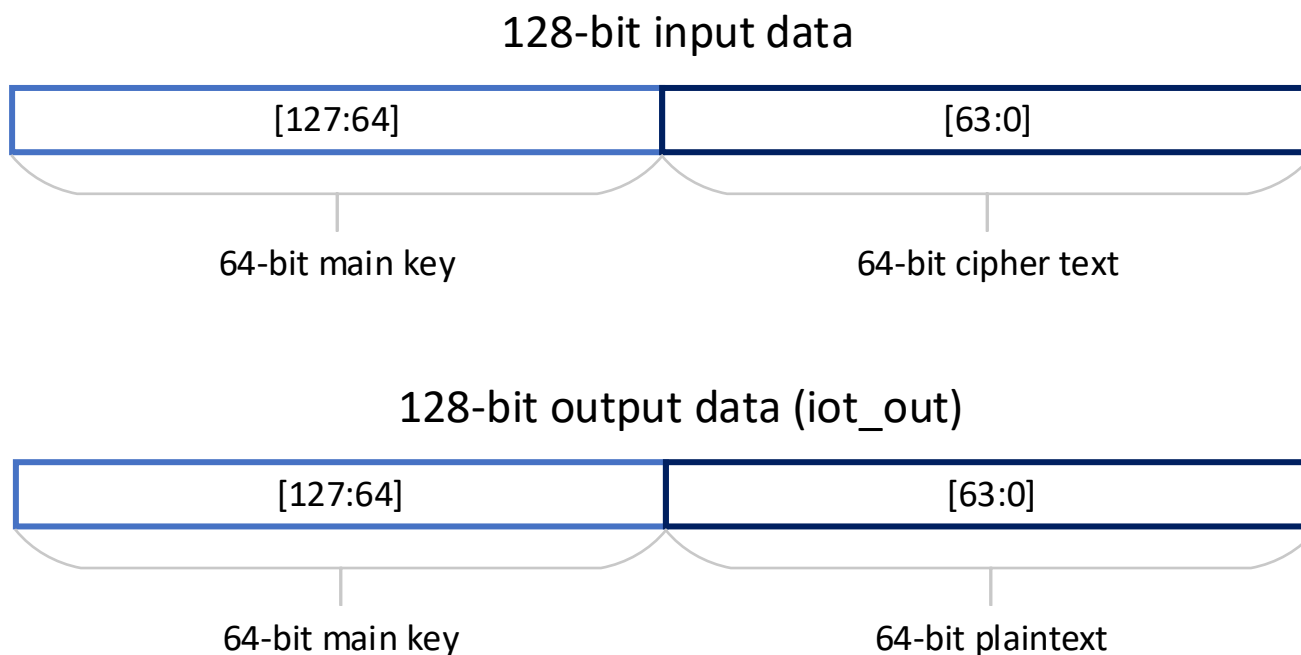 128-bit input data
[127:64] [63:0]
64-bit main key 64-bit cipher text
128-bit output data (iot_out)
[127:64] [63:0]
64-bit main key 64-bit plaintext